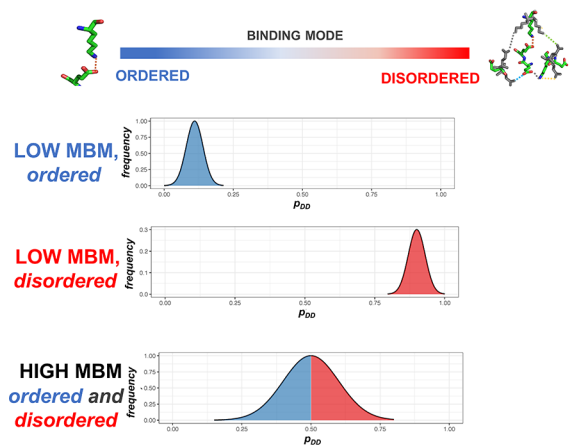 BINDING MODE
ORDERED
DISORDERED
LOW MBM,
ordered
frequency
1.00
0.75
0.50
0.25
0.00
0.00 0.25 0.50 0.75 1.00
pDD
LOW MBM,
disordered
frequency
0.3
0.2
0.1
0.0
0.00 0.25 0.50 0.75 1.00
pDD
HIGH MBM
ordered and
disordered
frequency
1.00
0.75
0.50
0.25
0.00
0.00 0.25 0.50 0.75 1.00
pDD